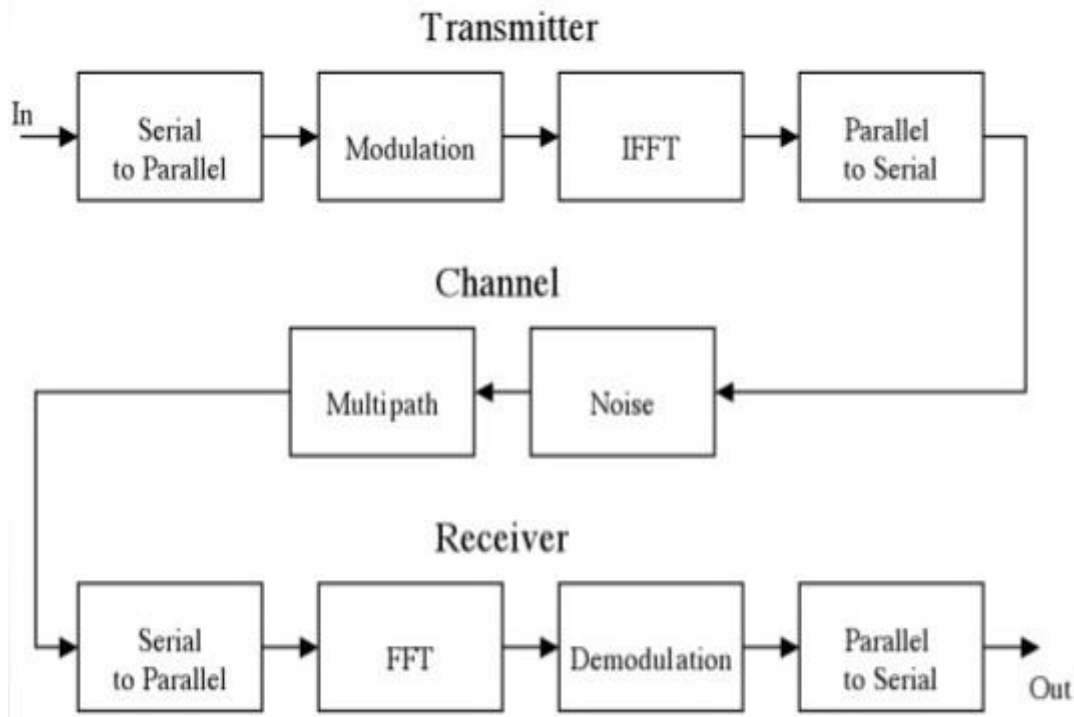 Transmitter
In
Serial
to Parallel
Modulation
IFFT
Parallel
to Serial
Channel
Multipath
Noise
Receiver
Serial
to Parallel
FFT
Demodulation
Parallel
to Serial
Out